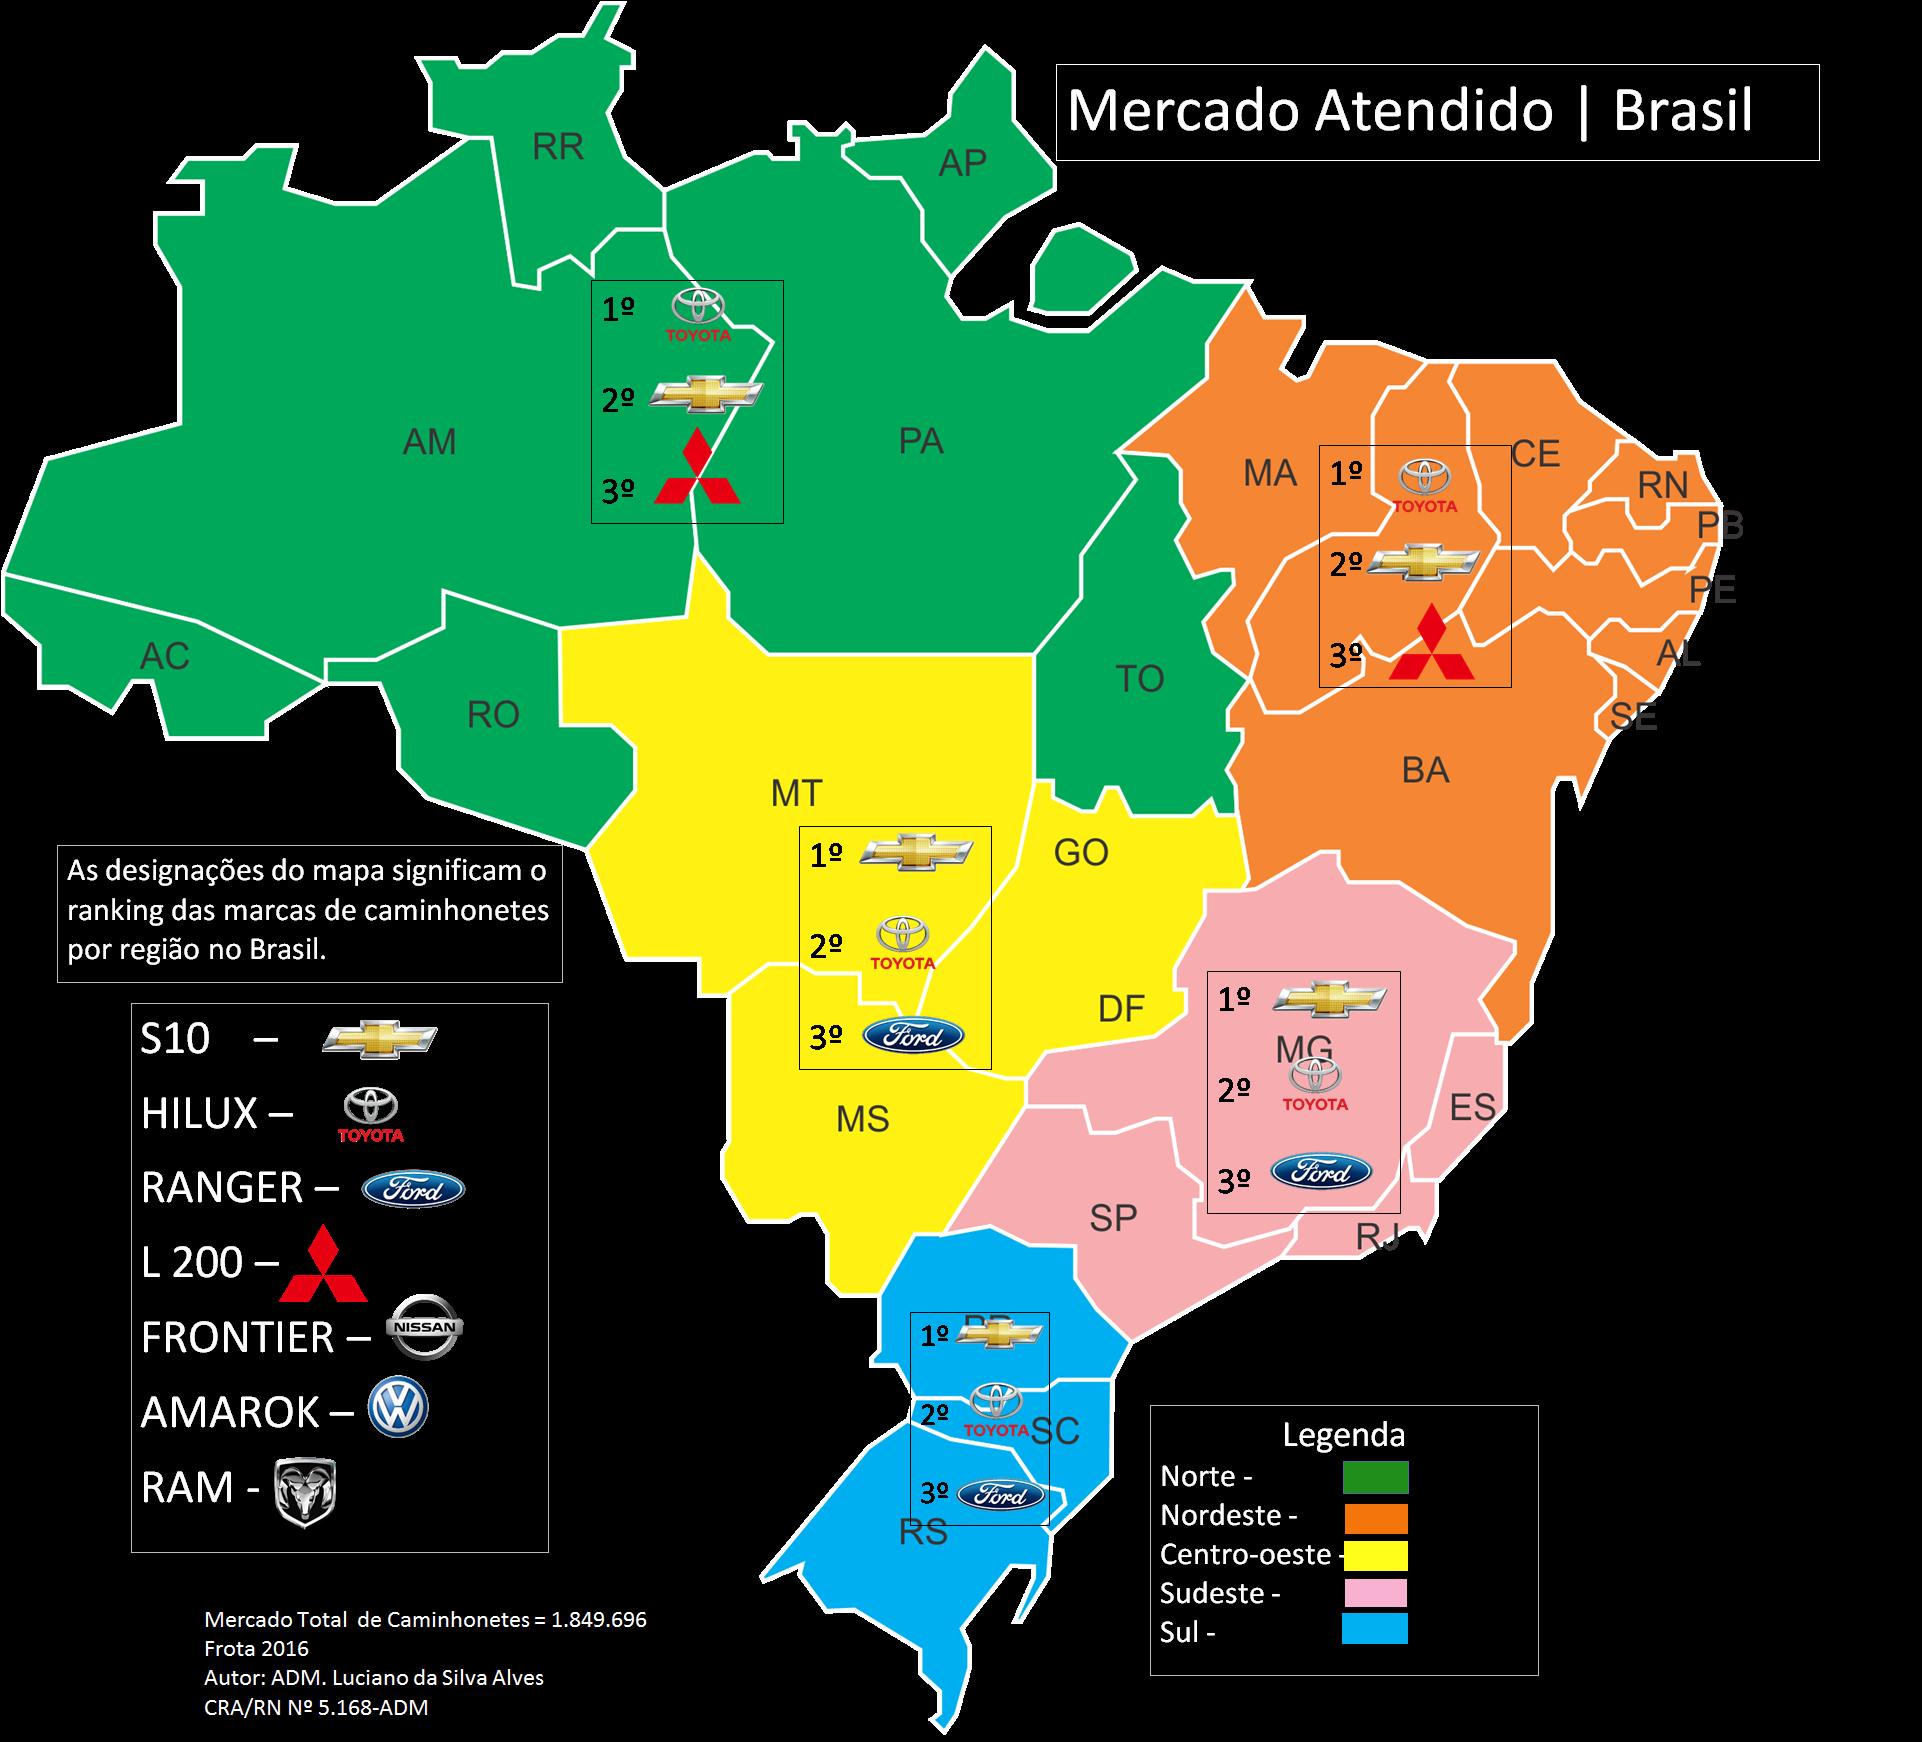 Mercado Atendido | Brasil
RR
AP
AM
PA
MA
CE
RN
PB
PE
AL
SE
AC
RO
TO
BA
MT
GO
DF
MS
MG
ES
SP
RJ
SC
RS
1º TOYOTA
2º
3º
1º TOYOTA
2º
3º
1º
2º TOYOTA
3º Ford
1º
2º TOYOTA
3º Ford
1º
2º TOYOTA
3º Ford
As designações do mapa significam o
ranking das marcas de caminhonetes
por região no Brasil.
S10 –
HILUX – TOYOTA
RANGER – Ford
L 200 –
FRONTIER – NISSAN
AMAROK –
RAM -
Legenda
Norte -
Nordeste -
Centro-oeste -
Sudeste -
Sul -
Mercado Total de Caminhonetes = 1.849.696
Frota 2016
Autor: ADM. Luciano da Silva Alves
CRA/RN Nº 5.168-ADM